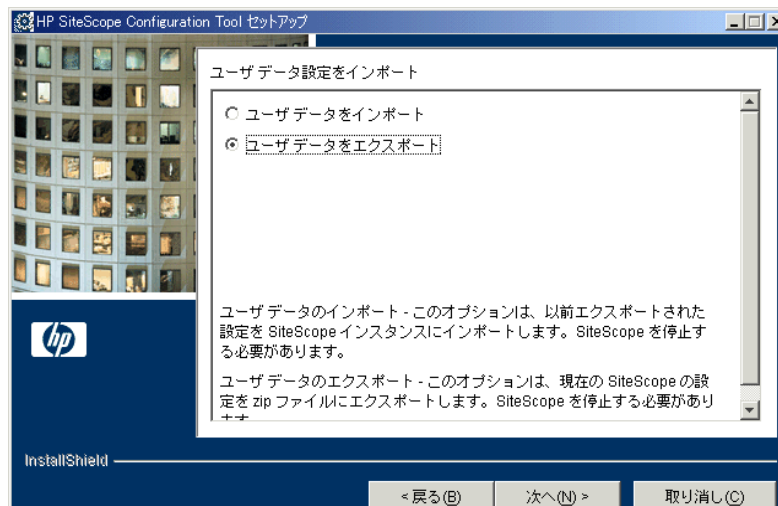 HP SiteScope Configuration Tool セットアップ
ユーザ データ設定をインポート
ユーザ データをインポート
ユーザ データをエクスポート
ユーザ データのインポート - このオプションは、以前エクスポートされた
設定を SiteScope インスタンスにインポートします。SiteScope を停止す
る必要があります。
ユーザ データのエクスポート - このオプションは、現在の SiteScope の設
定を zip ファイルにエクスポートします。SiteScope を停止する必要があり
ます。
hp
InstallShield
< 戻る(B)
次へ(N) >
取り消し(C)